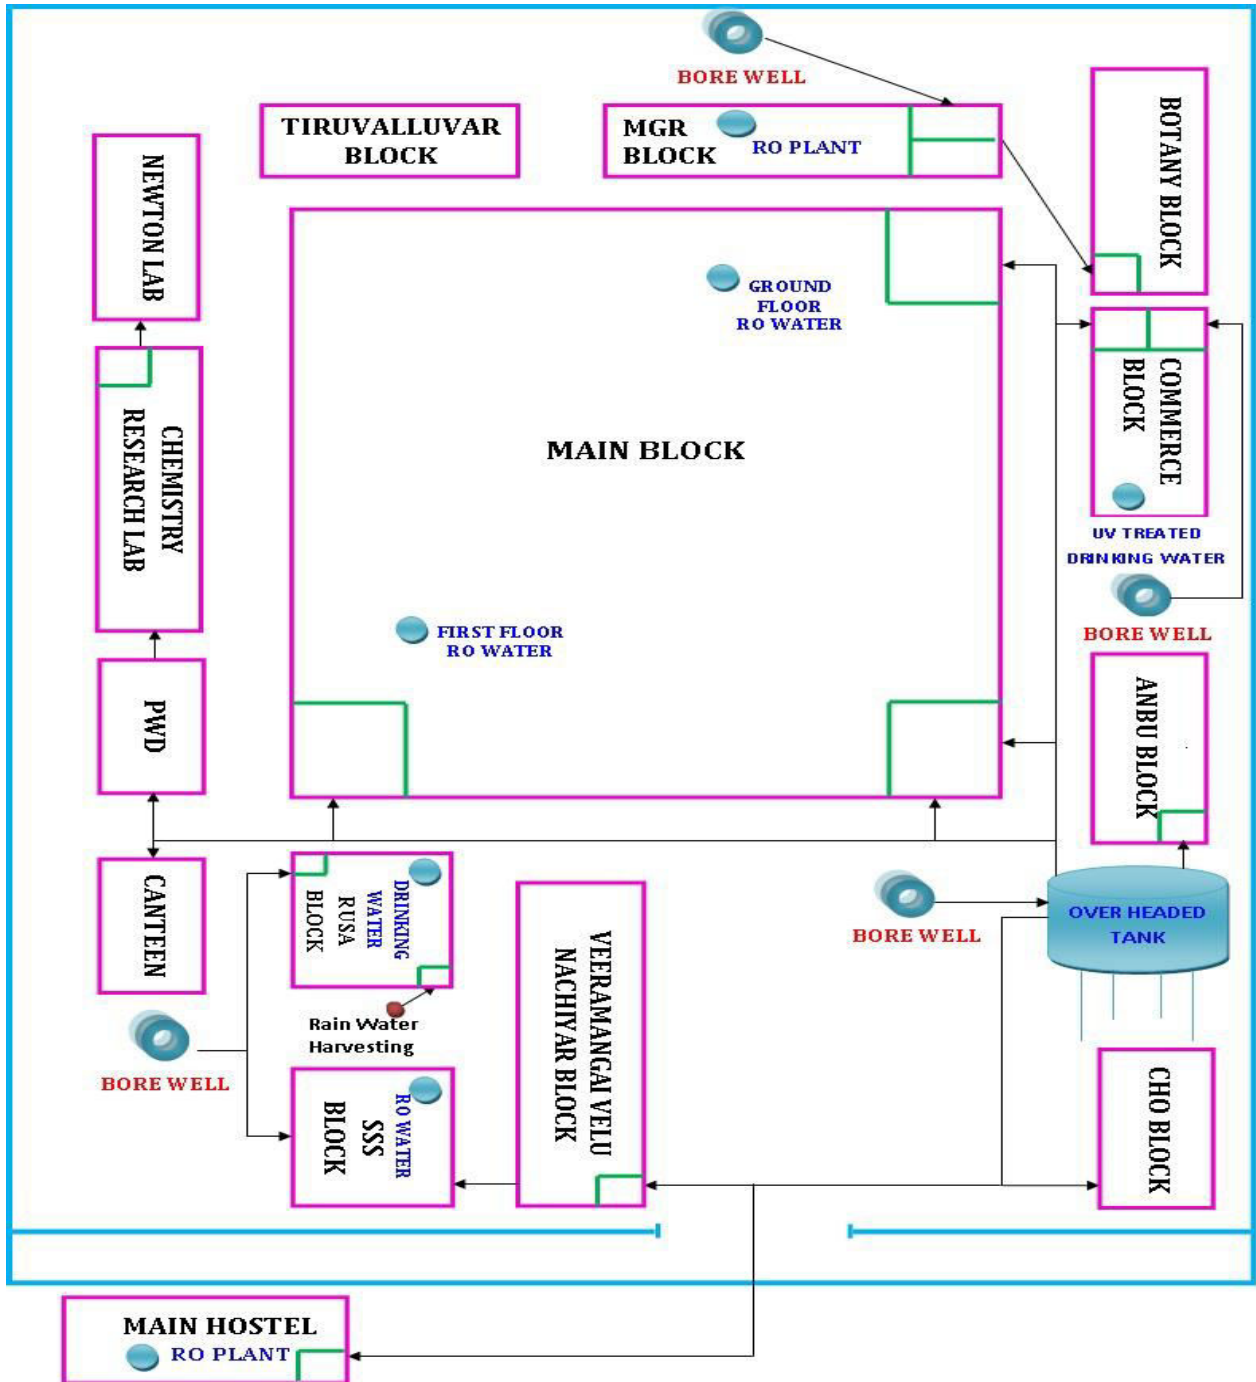 BORE WELL
TIRUVALLUVAR
BLOCK
MGR
BLOCK
RO PLANT
BOTANY BLOCK
NEWTON LAB
GROUND
FLOOR
RO WATER
COMMERCE
BLOCK
CHEMISTRY
RESEARCH LAB
MAIN BLOCK
UV TREATED
DRINKING WATER
BORE WELL
FIRST FLOOR
RO WATER
PWD
ANBU BLOCK
CANTEEN
DRINKING
WATER
RUSA
BLOCK
VEERAMANGAI VELU
NACHIYAR BLOCK
BORE WELL
OVER HEADED
TANK
Rain Water
Harvesting
BORE WELL
RO WATER
SSS
BLOCK
CHO BLOCK
MAIN HOSTEL
RO PLANT